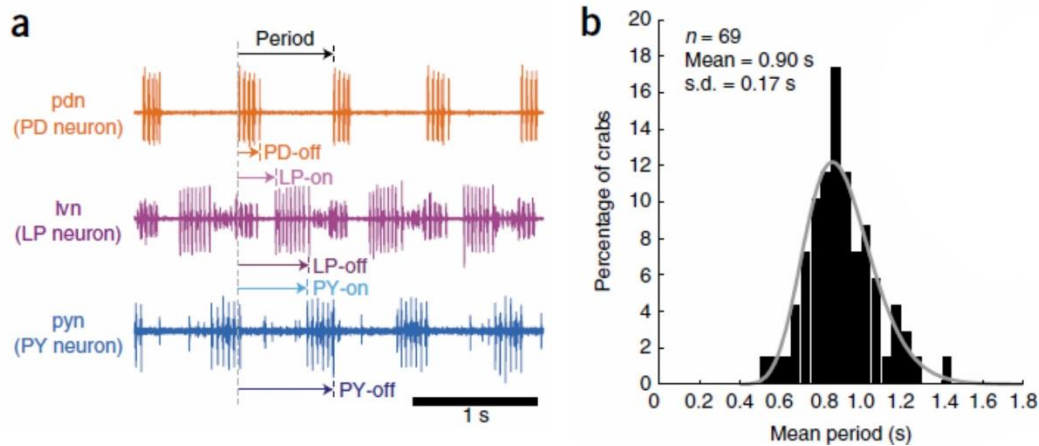 a
Period
pdn
(PD neuron)
PD-off
LP-on
lvn
(LP neuron)
LP-off
PY-on
pyn
(PY neuron)
PY-off
1 s
b
n = 69
Mean = 0.90 s
s.d. = 0.17 s
Percentage of crabs
20
18
16
14
12
10
8
6
4
2
0
0 0.2 0.4 0.6 0.8 1.0 1.2 1.4 1.6 1.8
Mean period (s)